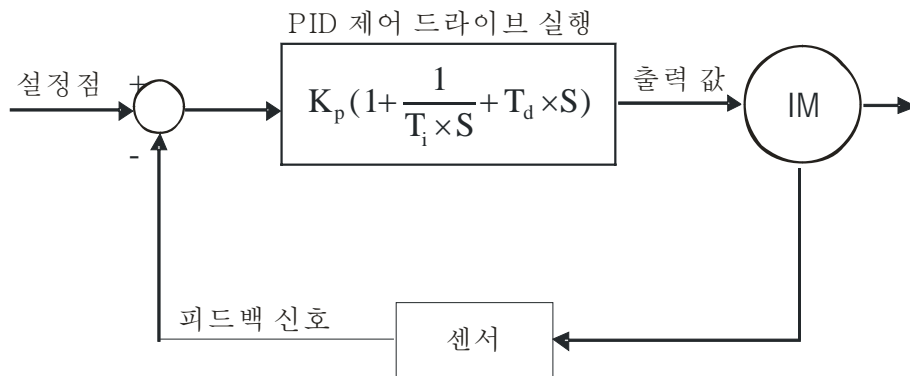 PID 제어 드라이브 실행
설정점
+
-
K_p(1+\frac{1}{T_i×S}+T_d×S)
출력 값
IM
피드백 신호
센서